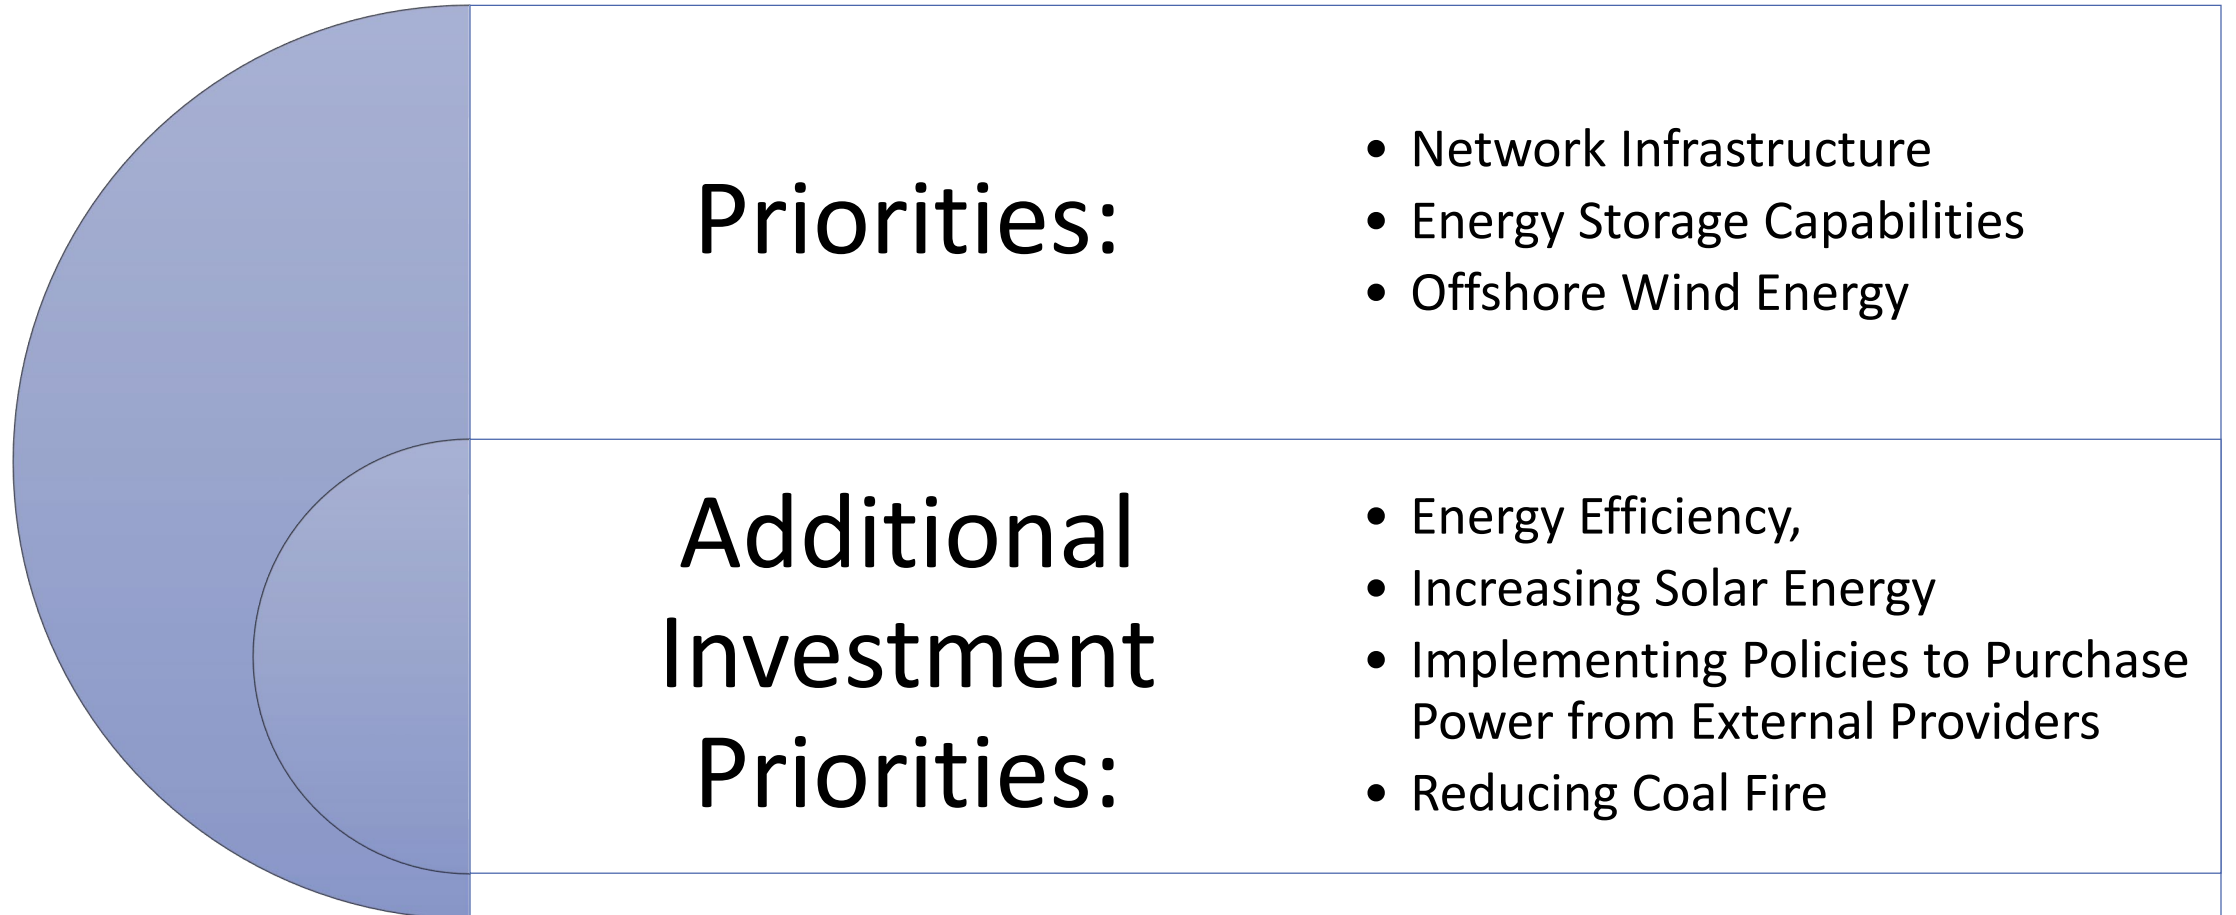 Priorities:
• Network Infrastructure
• Energy Storage Capabilities
• Offshore Wind Energy
Additional
Investment
Priorities:
• Energy Efficiency,
• Increasing Solar Energy
• Implementing Policies to Purchase
Power from External Providers
• Reducing Coal Fire